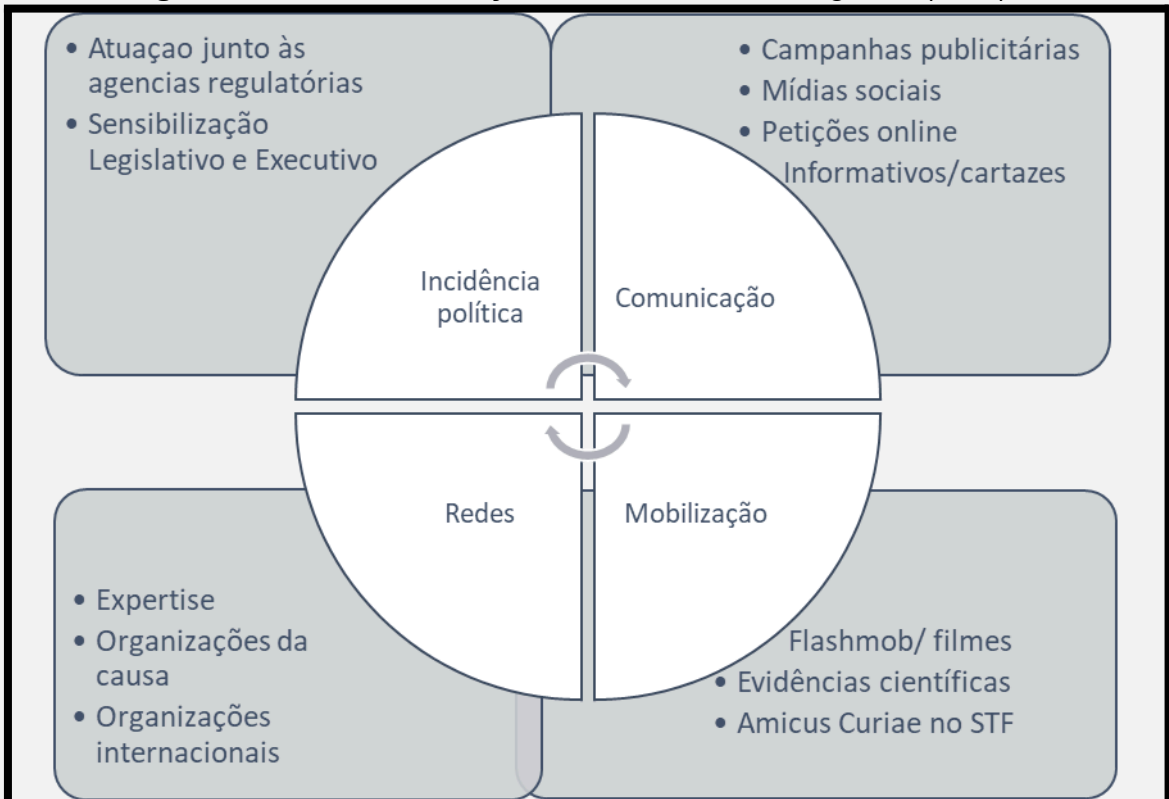 • Atuaçao junto às
agencias regulatórias
• Sensibilização
Legislativo e Executivo
• Campanhas publicitárias
• Mídias sociais
• Petições online
Informativos/cartazes
Incidência
política
Comunicação
Redes
Mobilização
• Expertise
• Organizações da
causa
• Organizações
internacionais
Flashmob/ filmes
• Evidências científicas
• Amicus Curiae no STF